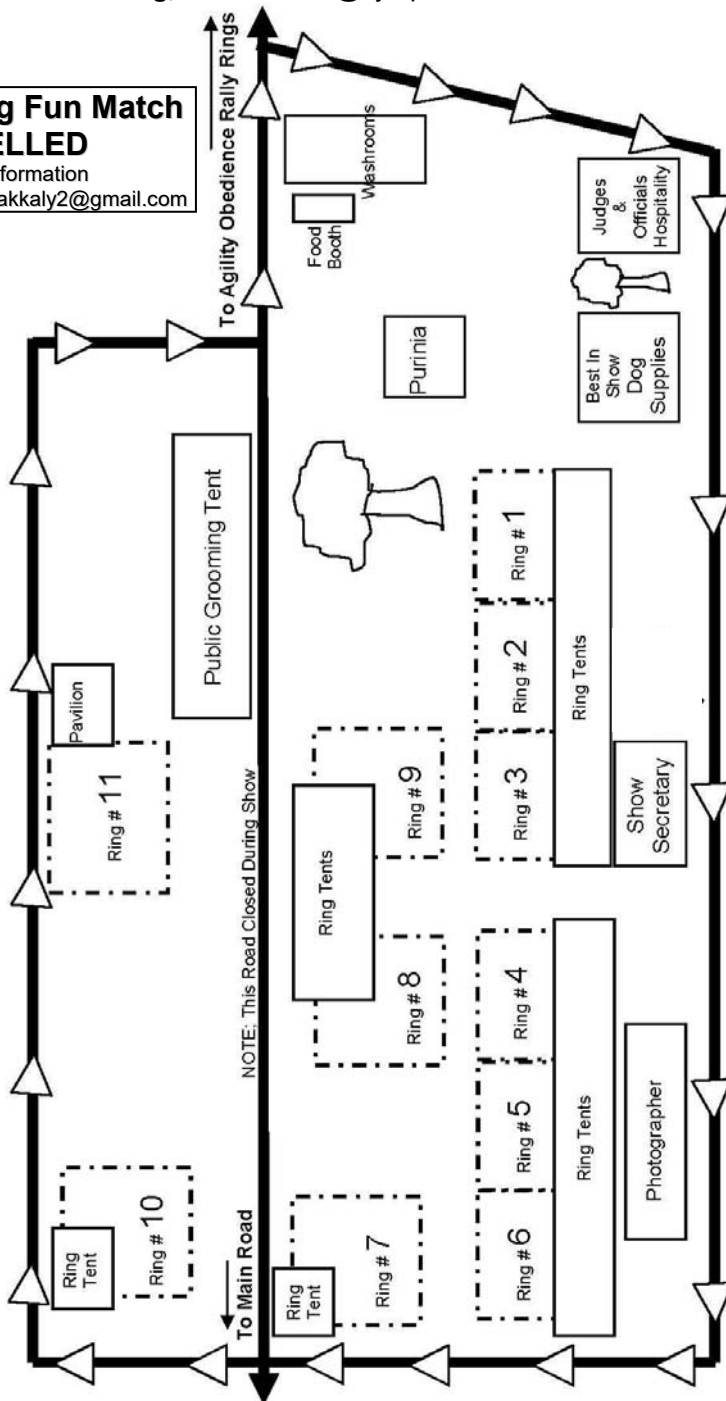 g Fun Match
ELLED
formation
akkaly2@gmail.com
To Agility Obedience Rally Rings
Washrooms
Food
Booth
Judges
&
Officials
Hospitality
Purinia
Best In
Show
Dog
Supplies
Public Grooming Tent
Pavilion
Ring # 11
NOTE: This Road Closed During Show
Ring # 1
Ring # 2
Ring # 3
Ring Tents
Show
Secretary
Ring # 9
Ring Tents
Ring # 8
Ring # 4
Ring # 5
Ring # 6
Ring Tents
Photographer
Ring
Tent
Ring # 10
To Main Road
Ring
Tent
Ring # 7